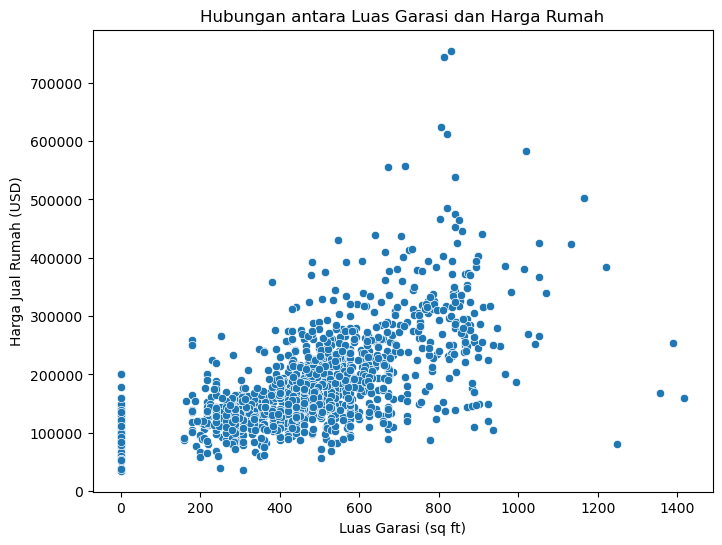 Hubungan antara Luas Garasi dan Harga Rumah
Harga Jual Rumah (USD)
700000
600000
500000
400000
300000
200000
100000
0
0 200 400 600 800 1000 1200 1400
Luas Garasi (sq ft)